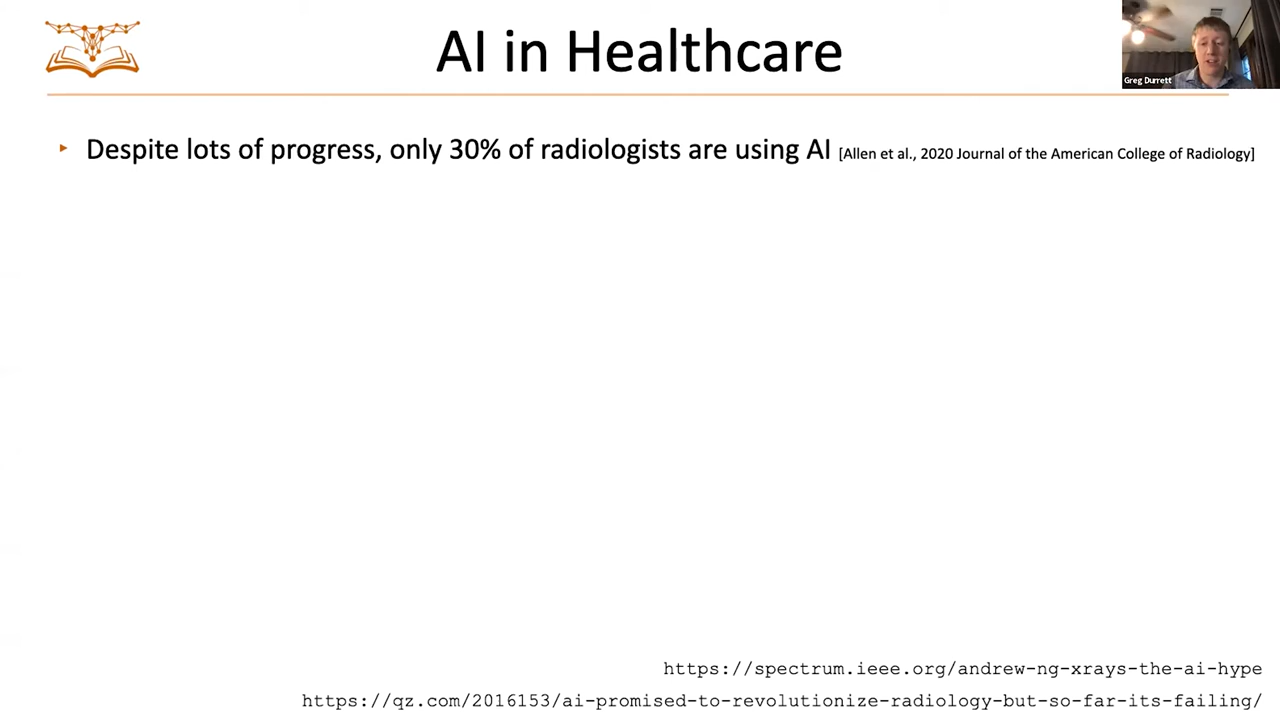 AI in Healthcare
Greg Durrett
‣ Despite lots of progress, only 30% of radiologists are using AI [Allen et al., 2020 Journal of the American College of Radiology]
https://spectrum.ieee.org/andrew-ng-xrays-the-ai-hype
https://qz.com/2016153/ai-promised-to-revolutionize-radiology-but-so-far-its-failing/